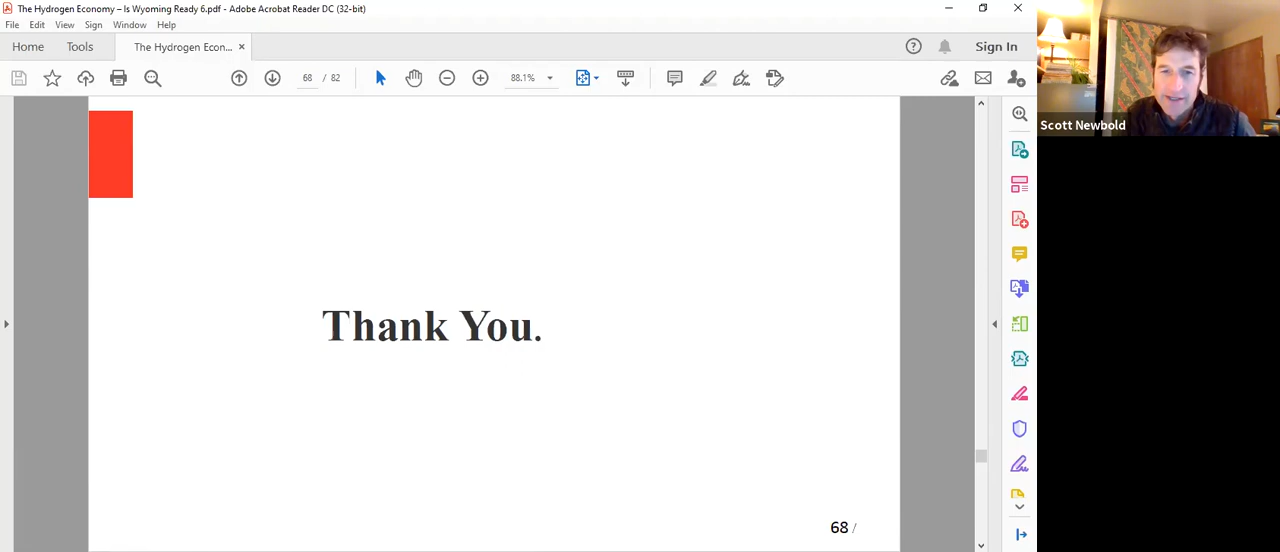 The Hydrogen Economy – Is Wyoming Ready 6.pdf - Adobe Acrobat Reader DC (32-bit)
File Edit View Sign Window Help
Home Tools The Hydrogen Econ... × Sign In
68 / 82 88.1%
Scott Newbold
Thank You.
68 /